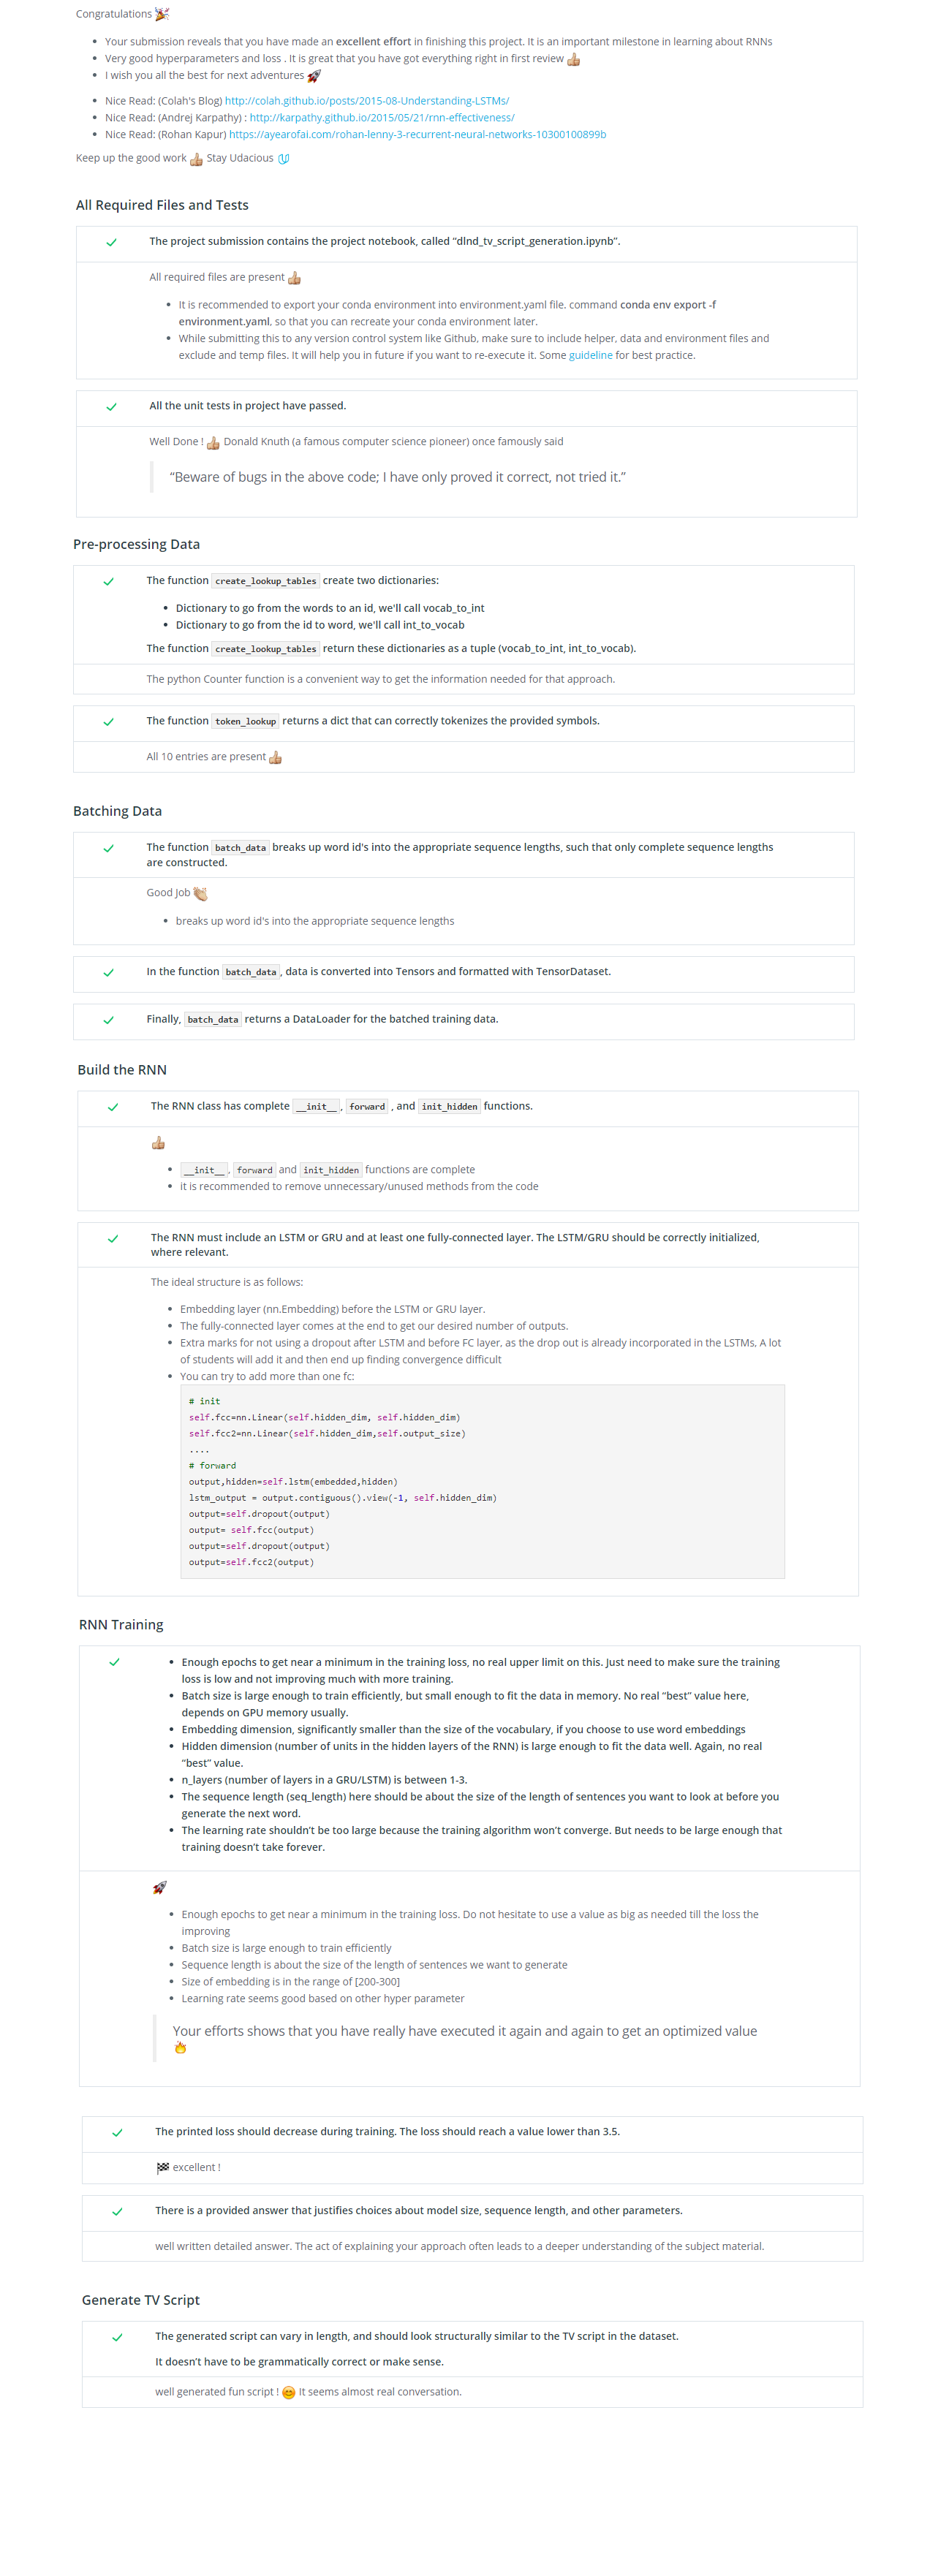 Congratulations 🎉
Your submission reveals that you have made an excellent effort in finishing this project. It is an important milestone in learning about RNNs
Very good hyperparameters and loss . It is great that you have got everything right in first review 👍
I wish you all the best for next adventures 🚀
Nice Read: (Colah's Blog) http://colah.github.io/posts/2015-08-Understanding-LSTMs/
Nice Read: (Andrej Karpathy) : http://karpathy.github.io/2015/05/21/rnn-effectiveness/
Nice Read: (Rohan Kapur) https://ayearofai.com/rohan-lenny-3-recurrent-neural-networks-10300100899b
Keep up the good work 👍 Stay Udacious
All Required Files and Tests
The project submission contains the project notebook, called “dlnd_tv_script_generation.ipynb”.
All required files are present 👍
It is recommended to export your conda environment into environment.yaml file. command conda env export -f
environment.yaml, so that you can recreate your conda environment later.
While submitting this to any version control system like Github, make sure to include helper, data and environment files and
exclude and temp files. It will help you in future if you want to re-execute it. Some guideline for best practice.
All the unit tests in project have passed.
Well Done ! 👍 Donald Knuth (a famous computer science pioneer) once famously said
“Beware of bugs in the above code; I have only proved it correct, not tried it.”
Pre-processing Data
The function create_lookup_tables create two dictionaries:
Dictionary to go from the words to an id, we'll call vocab_to_int
Dictionary to go from the id to word, we'll call int_to_vocab
The function create_lookup_tables return these dictionaries as a tuple (vocab_to_int, int_to_vocab).
The python Counter function is a convenient way to get the information needed for that approach.
The function token_lookup returns a dict that can correctly tokenizes the provided symbols.
All 10 entries are present 👍
Batching Data
The function batch_data breaks up word id's into the appropriate sequence lengths, such that only complete sequence lengths
are constructed.
Good Job 👏
breaks up word id's into the appropriate sequence lengths
In the function batch_data, data is converted into Tensors and formatted with TensorDataset.
Finally, batch_data returns a DataLoader for the batched training data.
Build the RNN
The RNN class has complete __init__, forward , and init_hidden functions.
👍
__init__, forward and init_hidden functions are complete
it is recommended to remove unnecessary/unused methods from the code
The RNN must include an LSTM or GRU and at least one fully-connected layer. The LSTM/GRU should be correctly initialized,
where relevant.
The ideal structure is as follows:
Embedding layer (nn.Embedding) before the LSTM or GRU layer.
The fully-connected layer comes at the end to get our desired number of outputs.
Extra marks for not using a dropout after LSTM and before FC layer, as the drop out is already incorporated in the LSTMs, A lot
of students will add it and then end up finding convergence difficult
You can try to add more than one fc:
# init
self.fcc=nn.Linear(self.hidden_dim, self.hidden_dim)
self.fcc2=nn.Linear(self.hidden_dim,self.output_size)
....
# forward
output,hidden=self.lstm(embedded,hidden)
lstm_output = output.contiguous().view(-1, self.hidden_dim)
output=self.dropout(output)
output= self.fcc(output)
output=self.dropout(output)
output=self.fcc2(output)
RNN Training
Enough epochs to get near a minimum in the training loss, no real upper limit on this. Just need to make sure the training
loss is low and not improving much with more training.
Batch size is large enough to train efficiently, but small enough to fit the data in memory. No real “best” value here,
depends on GPU memory usually.
Embedding dimension, significantly smaller than the size of the vocabulary, if you choose to use word embeddings
Hidden dimension (number of units in the hidden layers of the RNN) is large enough to fit the data well. Again, no real
“best” value.
n_layers (number of layers in a GRU/LSTM) is between 1-3.
The sequence length (seq_length) here should be about the size of the length of sentences you want to look at before you
generate the next word.
The learning rate shouldn’t be too large because the training algorithm won’t converge. But needs to be large enough that
training doesn’t take forever.
🚀
Enough epochs to get near a minimum in the training loss. Do not hesitate to use a value as big as needed till the loss the
improving
Batch size is large enough to train efficiently
Sequence length is about the size of the length of sentences we want to generate
Size of embedding is in the range of [200-300]
Learning rate seems good based on other hyper parameter
Your efforts shows that you have really have executed it again and again to get an optimized value
🔥
The printed loss should decrease during training. The loss should reach a value lower than 3.5.
🏁 excellent !
There is a provided answer that justifies choices about model size, sequence length, and other parameters.
well written detailed answer. The act of explaining your approach often leads to a deeper understanding of the subject material.
Generate TV Script
The generated script can vary in length, and should look structurally similar to the TV script in the dataset.
It doesn’t have to be grammatically correct or make sense.
well generated fun script ! 😊 It seems almost real conversation.